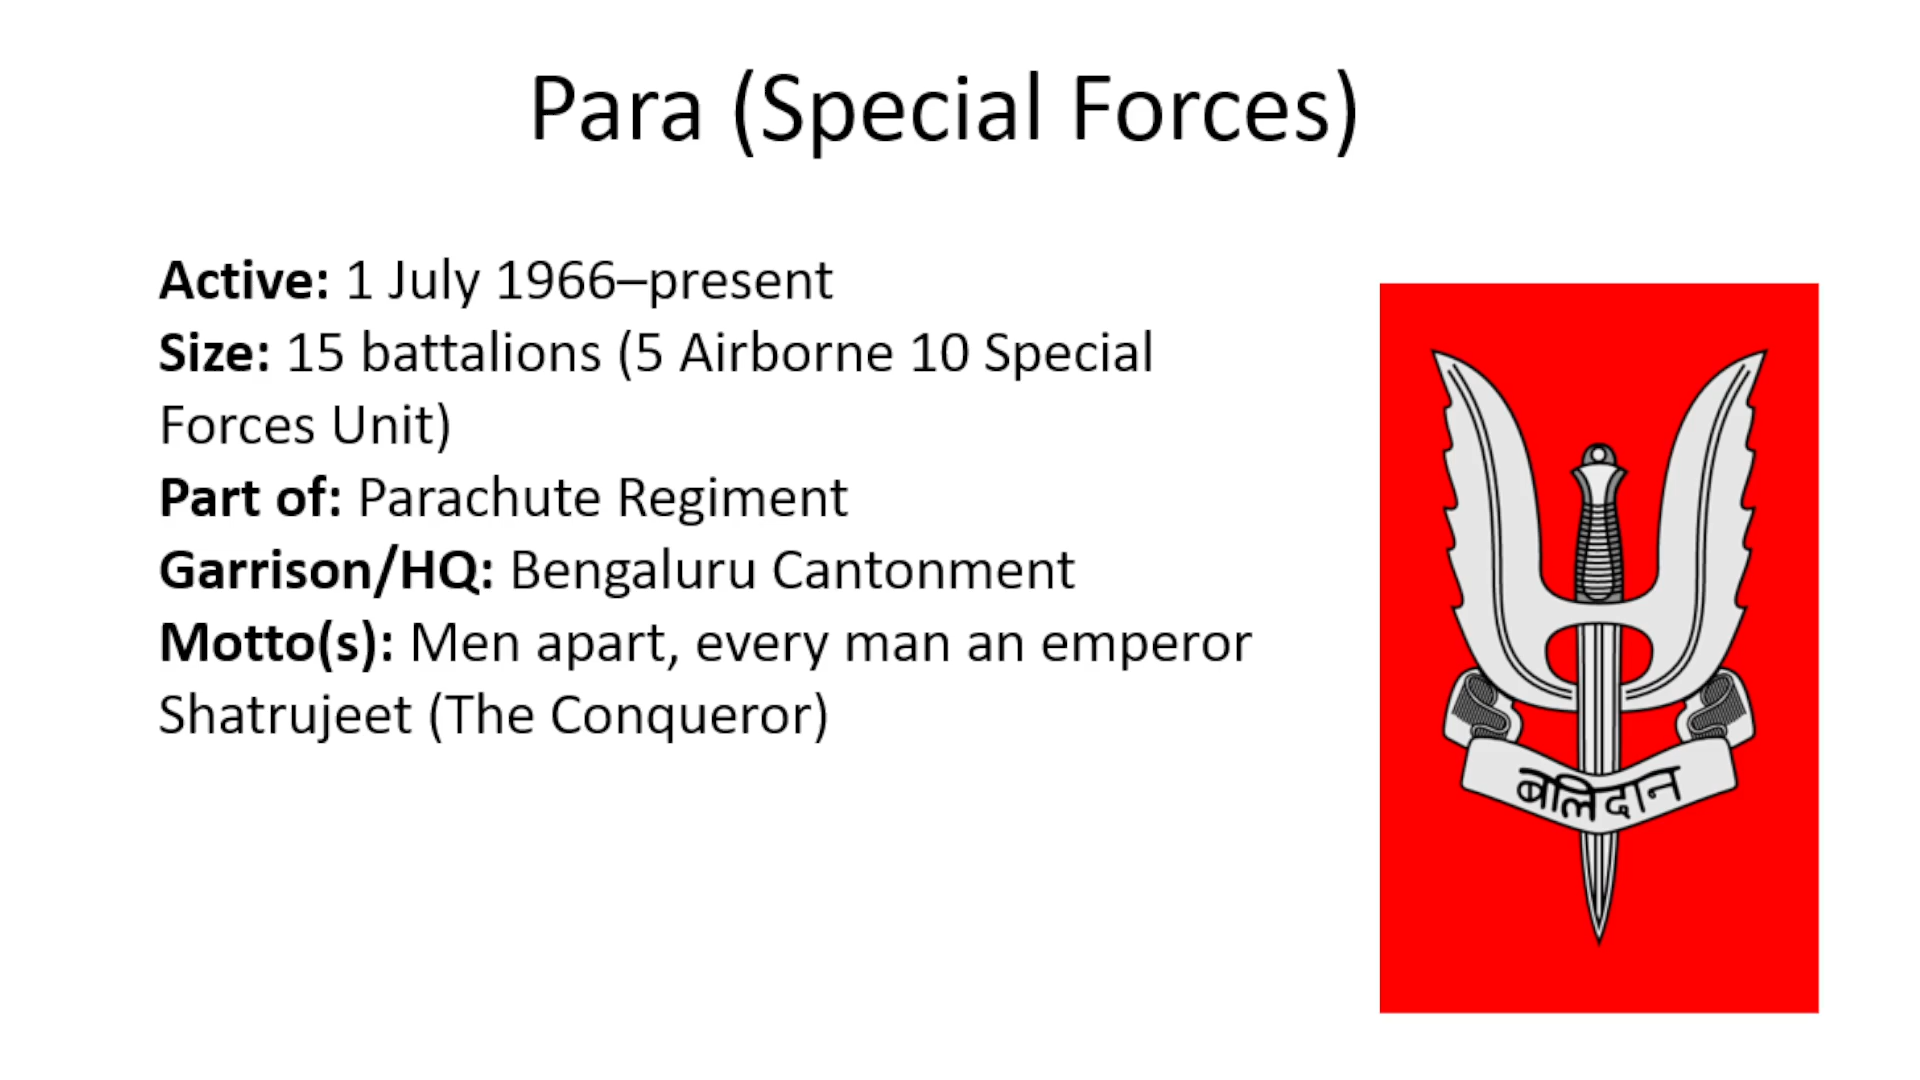 Para (Special Forces)
Active: 1 July 1966–present
Size: 15 battalions (5 Airborne 10 Special
Forces Unit)
Part of: Parachute Regiment
Garrison/HQ: Bengaluru Cantonment
Motto(s): Men apart, every man an emperor
Shatrujeet (The Conqueror)
बलिदान